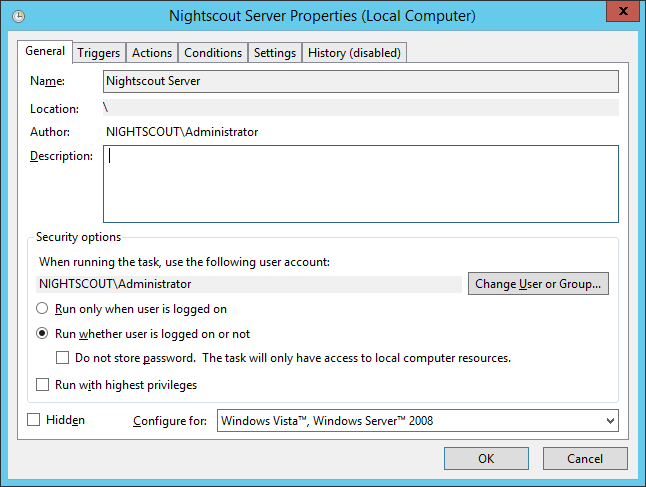 Nightscout Server Properties (Local Computer)
x
General Triggers Actions Conditions Settings History (disabled)
Name: Nightscout Server
Location: \
Author: NIGHTSCOUT\Administrator
Description:
Security options
When running the task, use the following user account:
NIGHTSCOUT\Administrator Change User or Group...
Run only when user is logged on
Run whether user is logged on or not
Do not store password. The task will only have access to local computer resources.
Run with highest privileges
Hidden Configure for: Windows Vista™, Windows Server™ 2008
OK Cancel